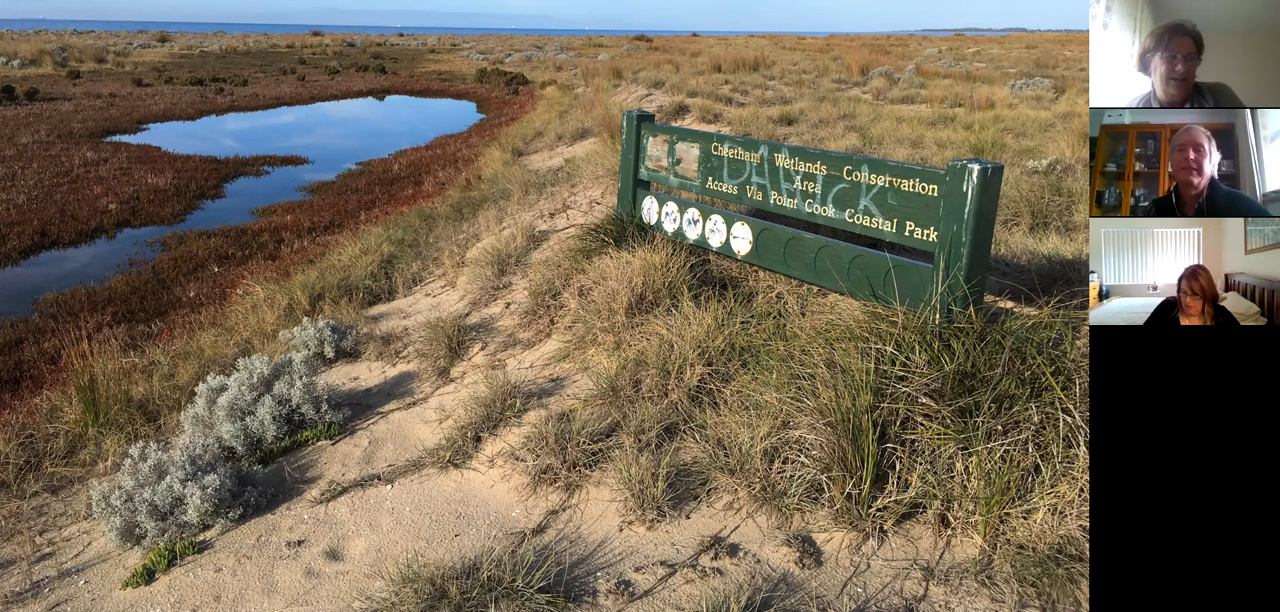 Cheetham Wetlands Conservation
Area
Access Via Point Cook Coastal Park